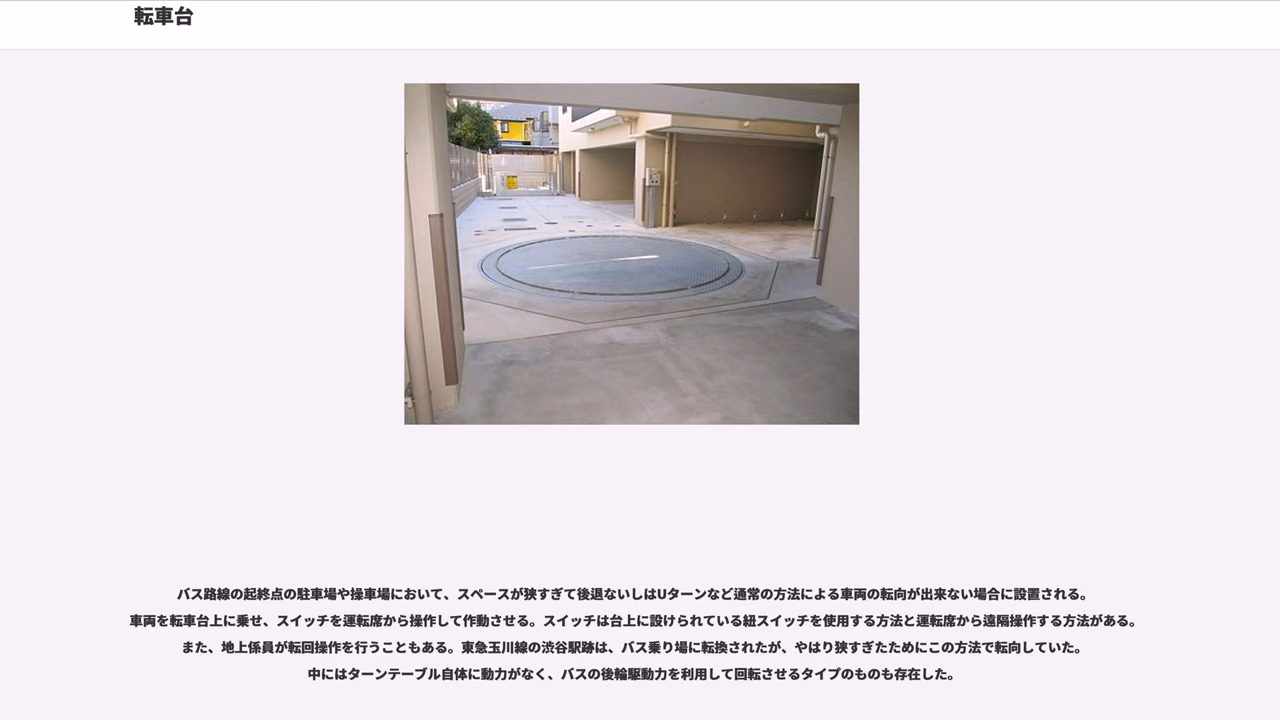 転車台
バス路線の起終点の駐車場や操車場において、スペースが狭すぎて後退ないしはUターンなど通常の方法による車両の転向が出来ない場合に設置される。
車両を転車台上に乗せ、スイッチを運転席から操作して作動させる。スイッチは台上に設けられている紐スイッチを使用する方法と運転席から遠隔操作する方法がある。
また、地上係員が転回操作を行うこともある。東急玉川線の渋谷駅跡は、バス乗り場に転換されたが、やはり狭すぎたためにこの方法で転向していた。
中にはターンテーブル自体に動力がなく、バスの後輪駆動力を利用して回転させるタイプのものも存在した。